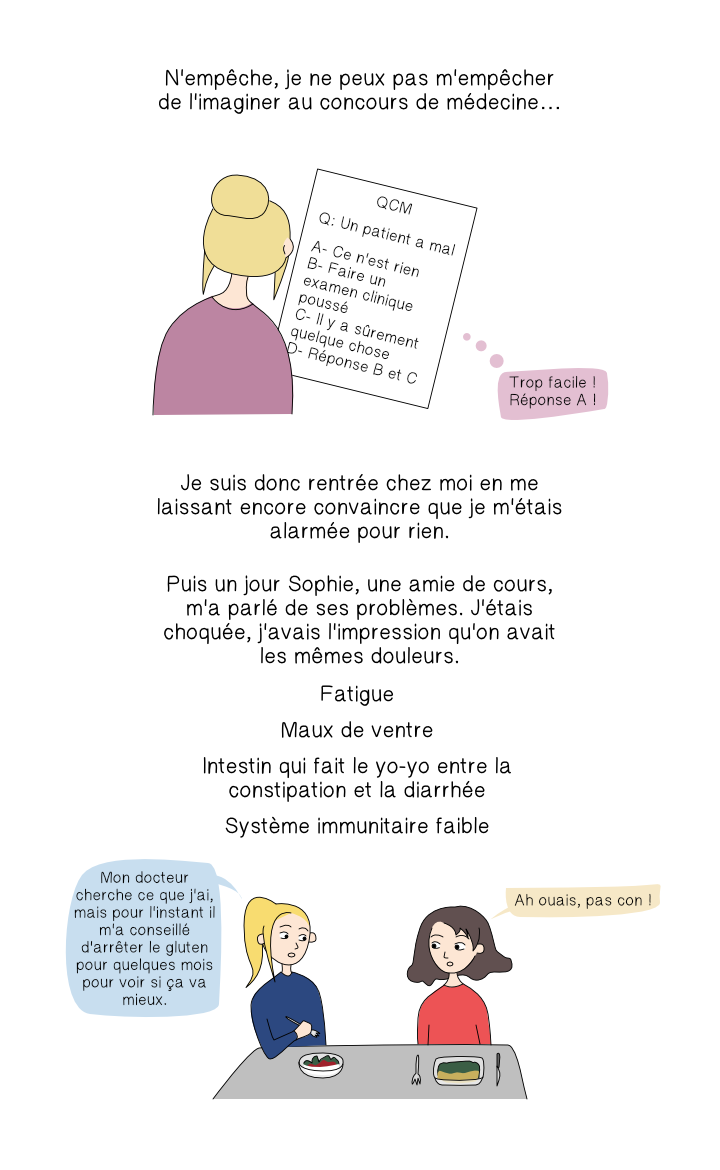 N'empêche, je ne peux pas m'empêcher
de l'imaginer au concours de médecine...
QCM
Q: Un patient a mal
A- Ce n'est rien
B- Faire un
examen clinique
poussé
C- Il y a sûrement
quelque chose
D- Réponse B et C
Trop facile !
Réponse A !
Je suis donc rentrée chez moi en me
laissant encore convaincre que je m'étais
alarmée pour rien.
Puis un jour Sophie, une amie de cours,
m'a parlé de ses problèmes. J'étais
choquée, j'avais l'impression qu'on avait
les mêmes douleurs.
Fatigue
Maux de ventre
Intestin qui fait le yo-yo entre la
constipation et la diarrhée
Système immunitaire faible
Mon docteur
cherche ce que j'ai,
mais pour l'instant il
m'a conseillé
d'arrêter le gluten
pour quelques mois
pour voir si ça va
mieux.
Ah ouais, pas con !